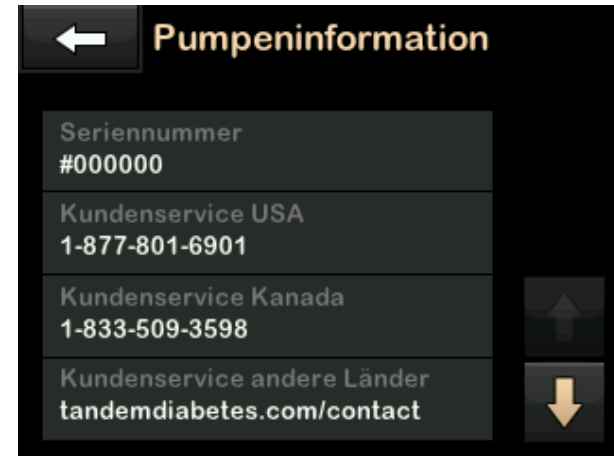 Pumpeninformation
Seriennummer
#000000
Kundenservice USA
1-877-801-6901
Kundenservice Kanada
1-833-509-3598
Kundenservice andere Länder
tandemdiabetes.com/contact